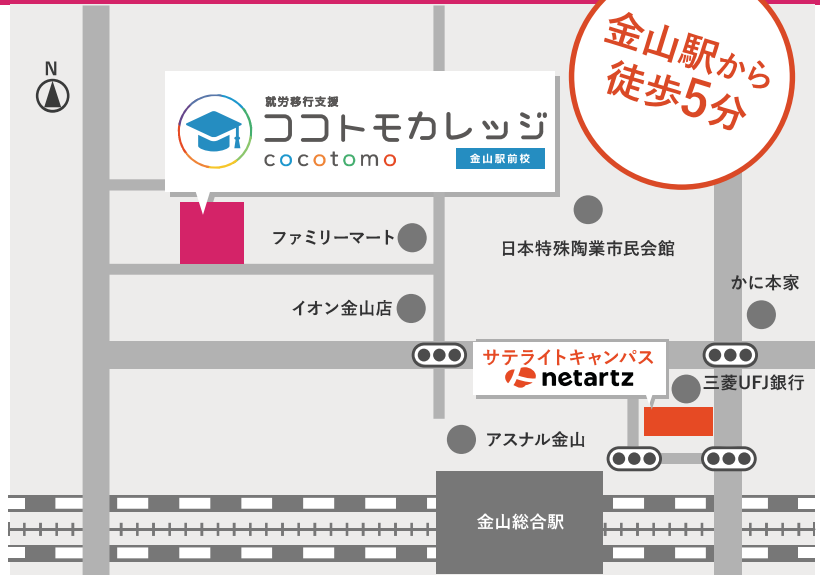 金山駅から
徒歩5分
N
就労移行支援
ココトモカレッジ
cocotomo
金山駅前校
ファミリーマート
日本特殊陶業市民会館
かに本家
イオン金山店
サテライトキャンパス
netartz
三菱UFJ銀行
アスナル金山
金山総合駅